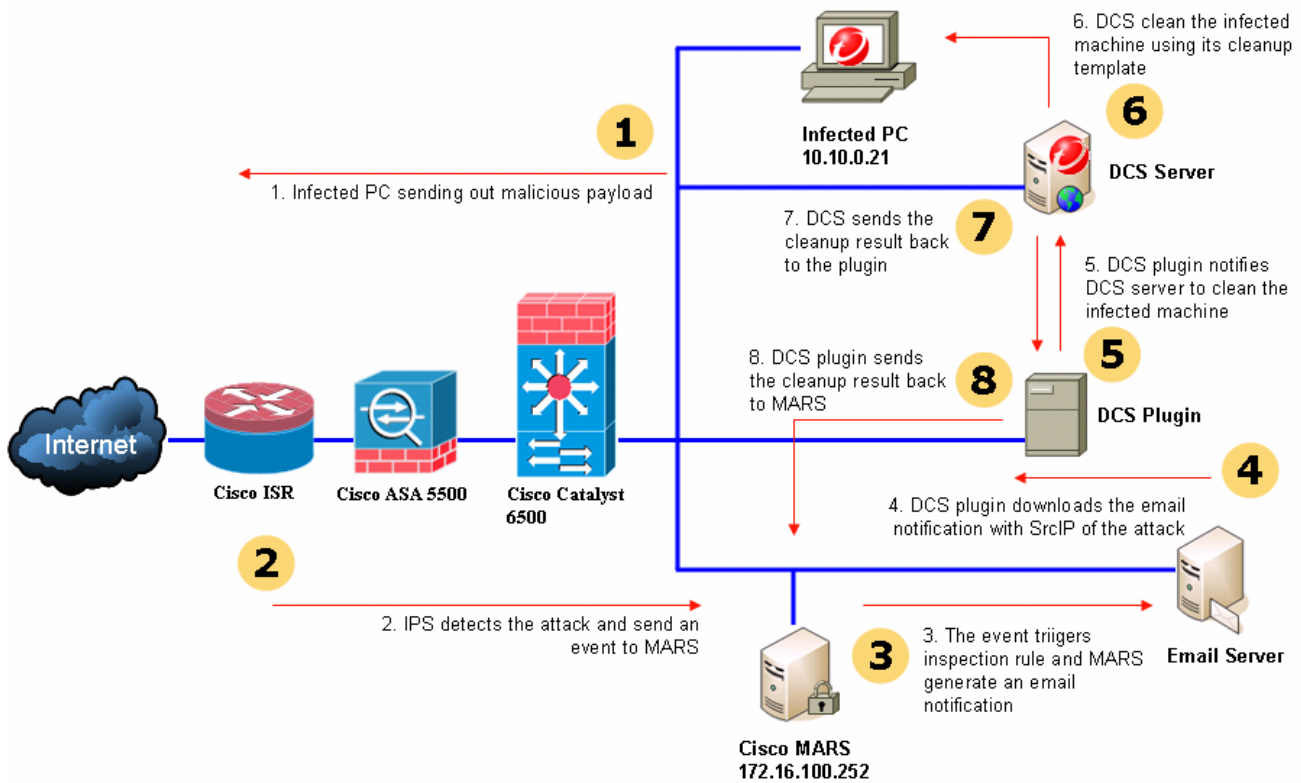 6. DCS clean the infected
machine using its cleanup
template
6
1
Infected PC
10.10.0.21
DCS Server
1. Infected PC sending out malicious payload
7. DCS sends the
cleanup result back
to the plugin
7
5. DCS plugin notifies
DCS server to clean the
infected machine
5
8. DCS plugin sends
the cleanup result back
to MARS
8
DCS Plugin
Internet
Cisco ISR
Cisco ASA 5500
Cisco Catalyst
6500
4
4. DCS plugin downloads the email
notification with SrcIP of the attack
2
2. IPS detects the attack and send an
event to MARS
3
3. The event triigers
inspection rule and MARS
generate an email
notification
Email Server
Cisco MARS
172.16.100.252